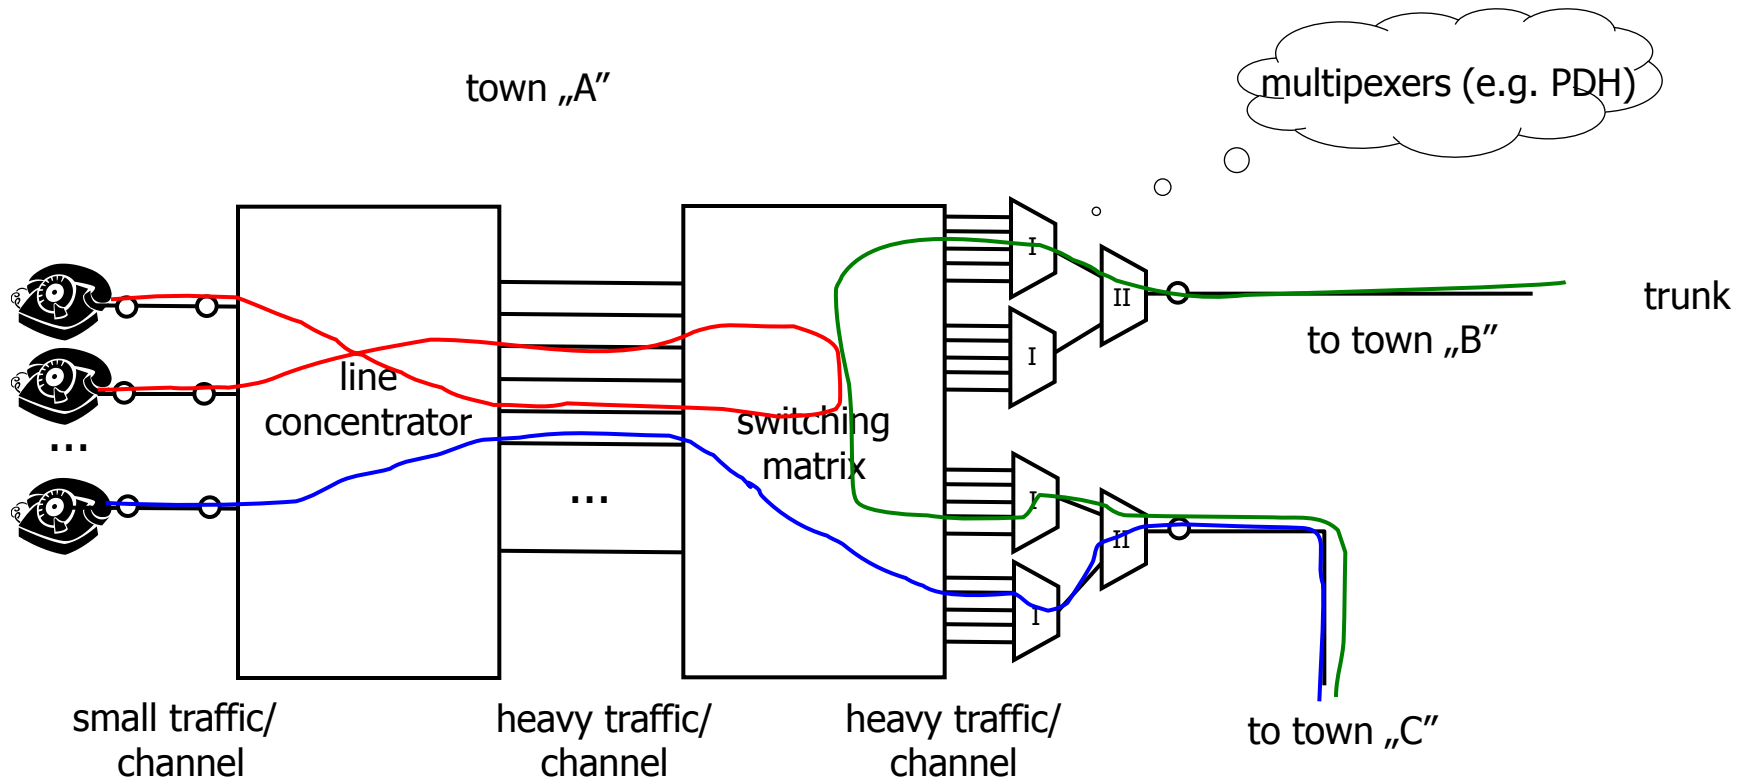 multipexers (e.g. PDH)
town „A”
I
II
trunk
to town „B”
I
line
concentrator
switching
matrix
...
...
I
II
I
small traffic/
channel
heavy traffic/
channel
heavy traffic/
channel
to town „C”